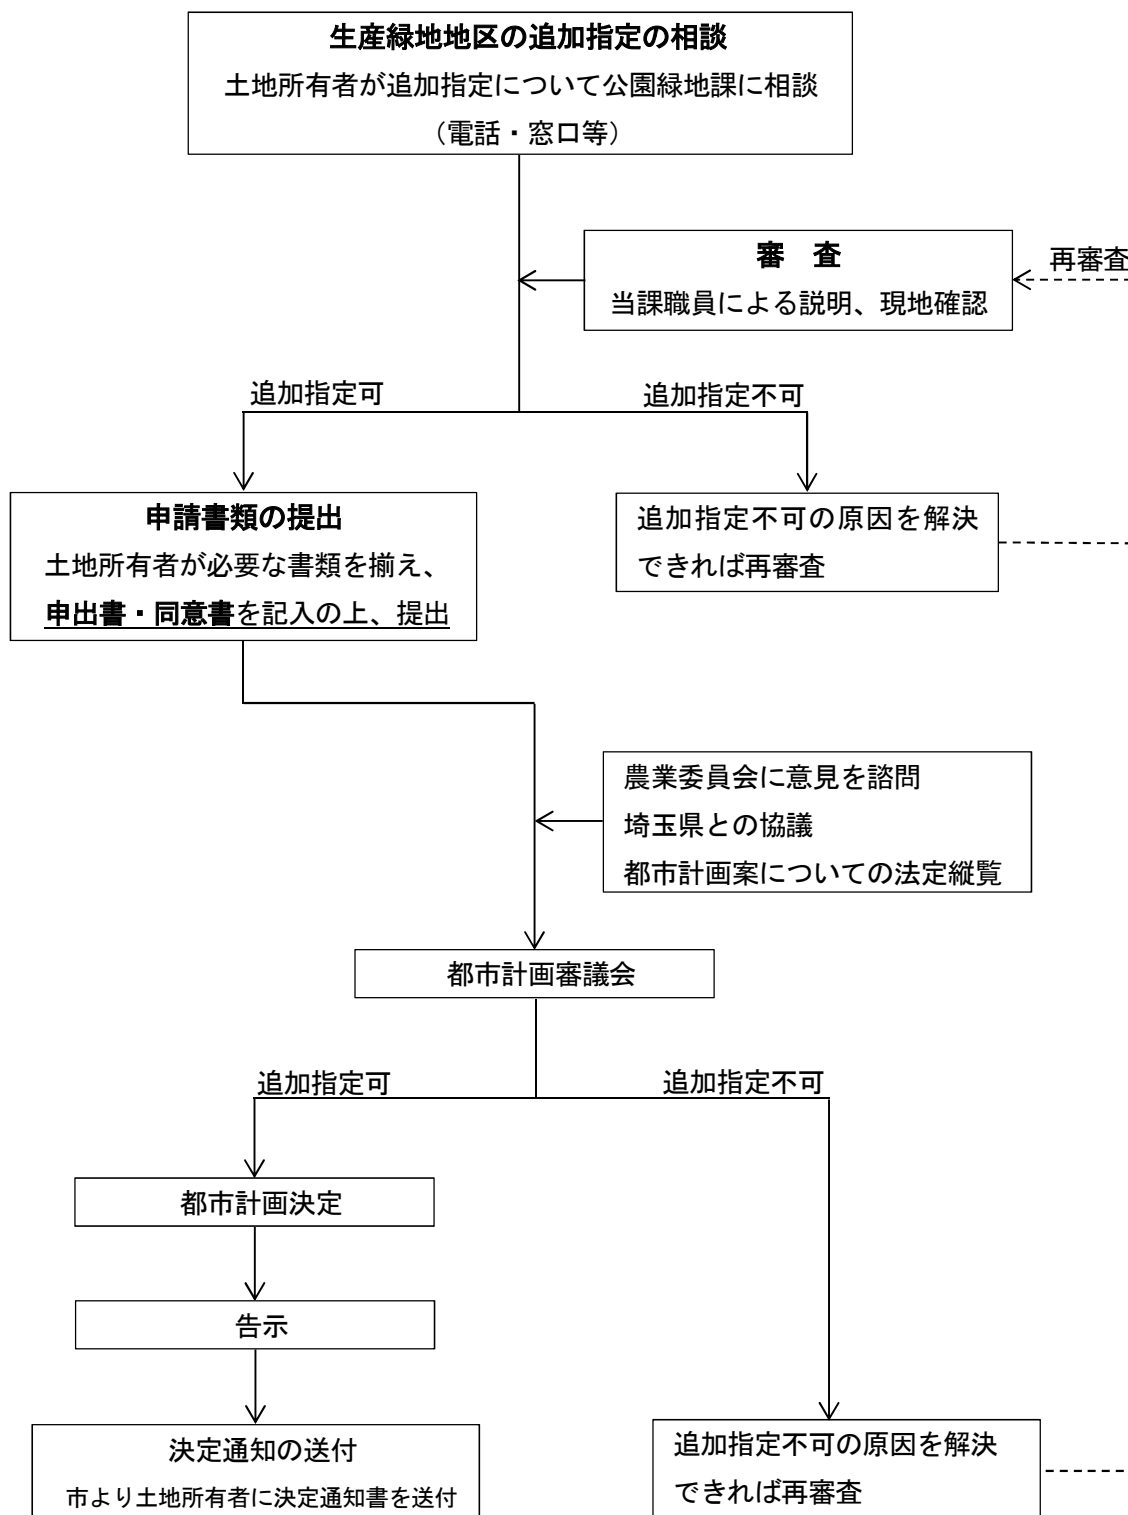 生産緑地地区の追加指定の相談
土地所有者が追加指定について公園緑地課に相談
（電話・窓口等）
審　査
当課職員による説明、現地確認
再審査
追加指定可
追加指定不可
申請書類の提出
土地所有者が必要な書類を揃え、
申出書・同意書を記入の上、提出
追加指定不可の原因を解決
できれば再審査
農業委員会に意見を諮問
埼玉県との協議
都市計画案についての法定縦覧
都市計画審議会
追加指定可
追加指定不可
都市計画決定
告示
決定通知の送付
市より土地所有者に決定通知書を送付
追加指定不可の原因を解決
できれば再審査